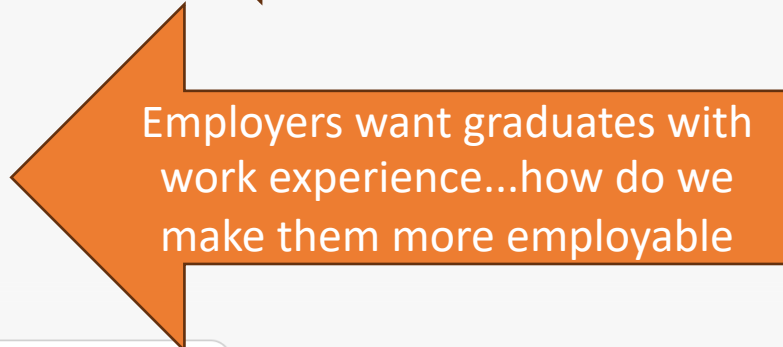 Employers want graduates with
work experience...how do we
make them more employable